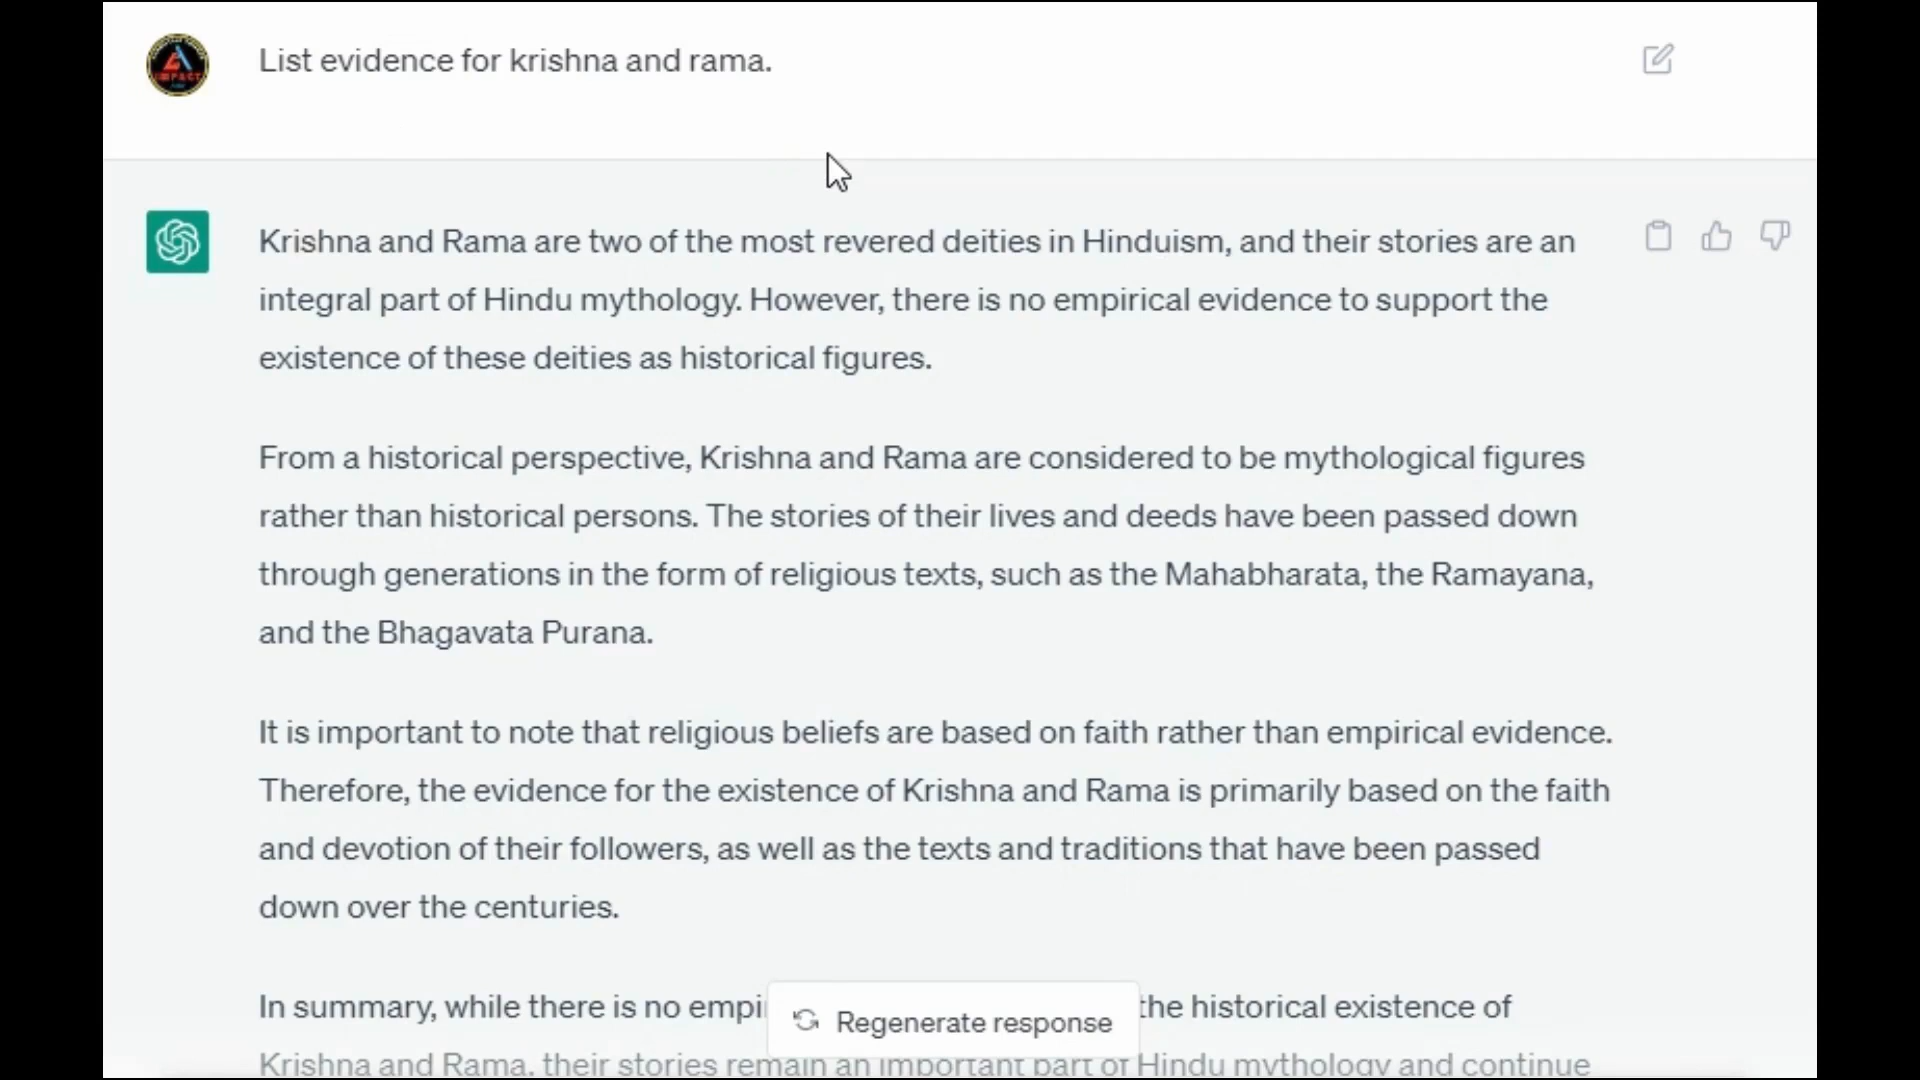 List evidence for krishna and rama.
Krishna and Rama are two of the most revered deities in Hinduism, and their stories are an
integral part of Hindu mythology. However, there is no empirical evidence to support the
existence of these deities as historical figures.
From a historical perspective, Krishna and Rama are considered to be mythological figures
rather than historical persons. The stories of their lives and deeds have been passed down
through generations in the form of religious texts, such as the Mahabharata, the Ramayana,
and the Bhagavata Purana.
It is important to note that religious beliefs are based on faith rather than empirical evidence.
Therefore, the evidence for the existence of Krishna and Rama is primarily based on the faith
and devotion of their followers, as well as the texts and traditions that have been passed
down over the centuries.
In summary, while there is no empi the historical existence of
Regenerate response
Krishna and Rama, their stories remain an important part of Hindu mythology and continue